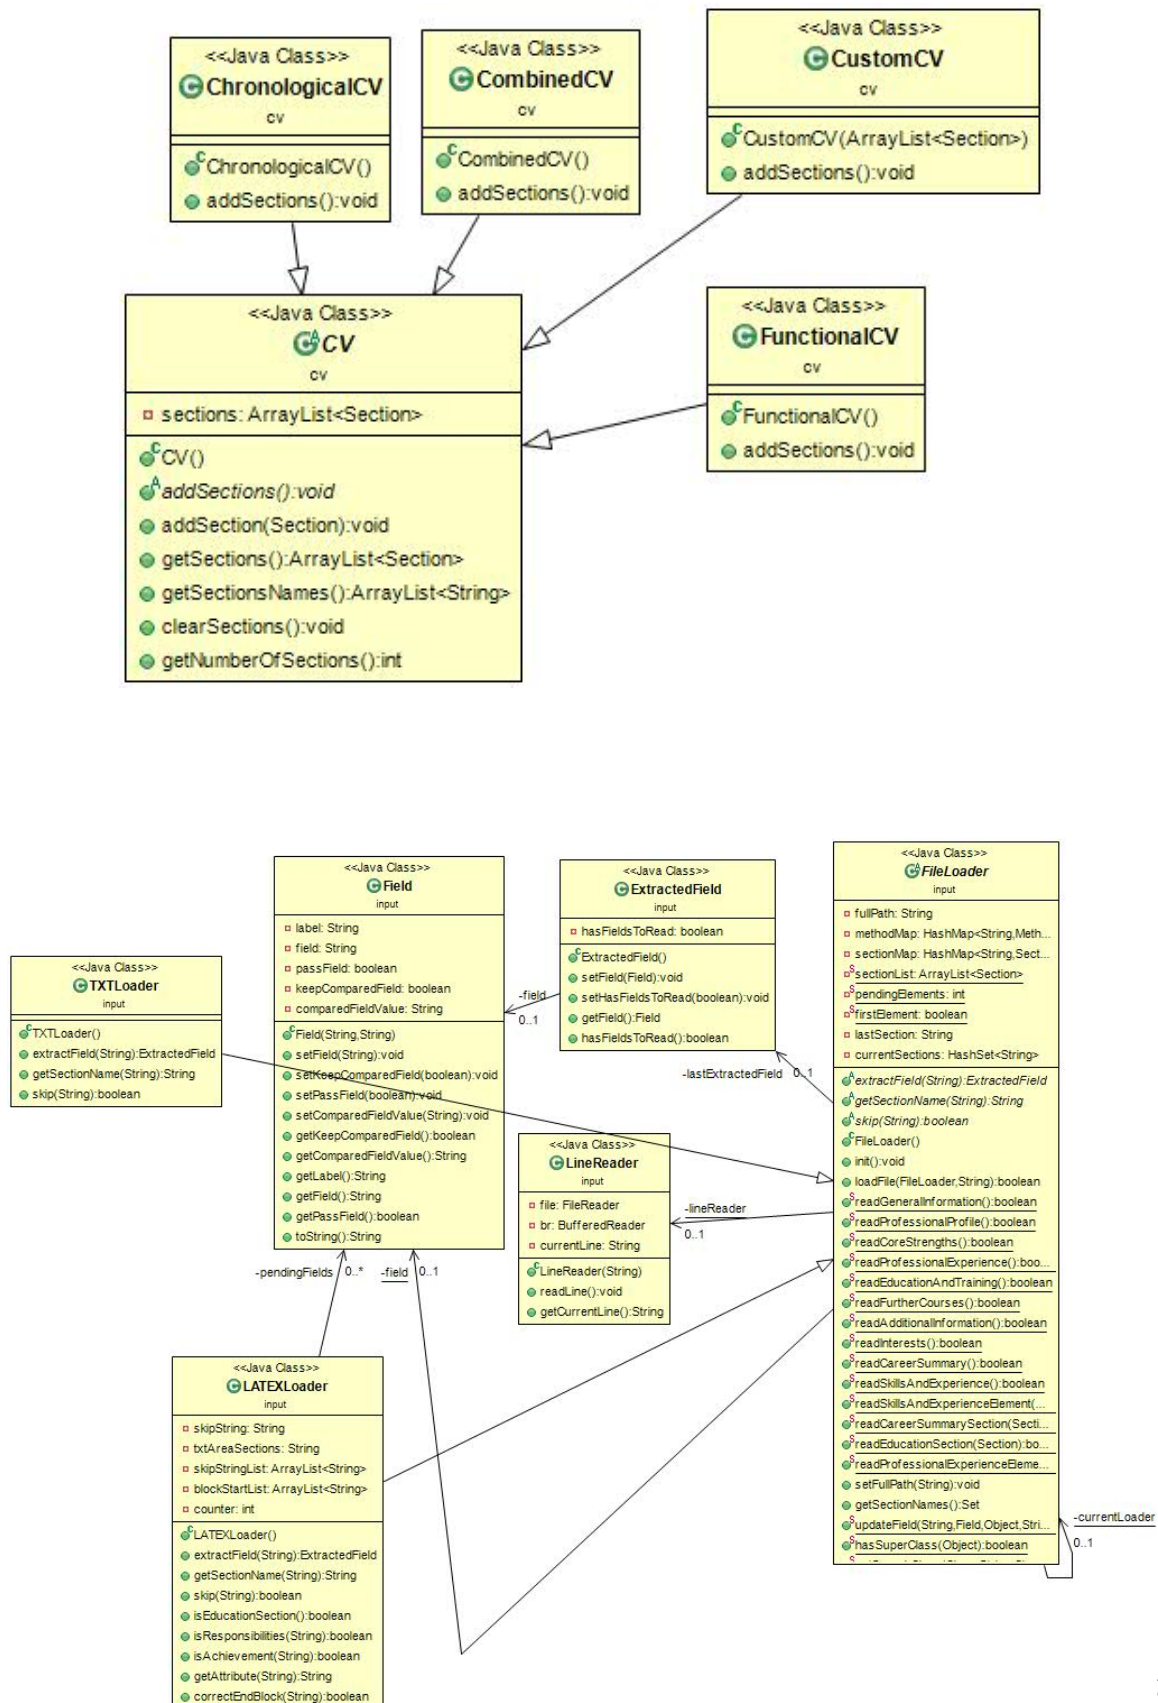 <<Java Class>>
ChronologicalCV
cv
ChronologicalCV()
addSections():void
<<Java Class>>
CombinedCV
cv
CombinedCV()
addSections():void
<<Java Class>>
CustomCV
cv
CustomCV(ArrayList<Section>)
addSections():void
<<Java Class>>
CV
cv
sections: ArrayList<Section>
CV()
addSections():void
addSection(Section):void
getSections():ArrayList<Section>
getSectionsNames():ArrayList<String>
clearSections():void
getNumberOfSections():int
<<Java Class>>
FunctionalCV
cv
FunctionalCV()
addSections():void
<<Java Class>>
TXTLoader
input
TXTLoader()
extractField(String):ExtractedField
getSectionName(String):String
skip(String):boolean
<<Java Class>>
Field
input
label: String
field: String
passField: boolean
keepComparedField: boolean
comparedFieldValue: String
Field(String,String)
setField(String):void
setKeepComparedField(boolean):void
setPassField(boolean):void
setComparedFieldValue(String):void
getKeepComparedField():boolean
getComparedFieldValue():String
getLabel():String
getField():String
getPassField():boolean
toString():String
<<Java Class>>
ExtractedField
input
hasFieldsToRead: boolean
ExtractedField()
setField(Field):void
setHasFieldsToRead(boolean):void
getField():Field
hasFieldsToRead():boolean
-field
0..1
-lastExtractedField 0..1
<<Java Class>>
LineReader
input
file: FileReader
br: BufferedReader
currentLine: String
LineReader(String)
readLine():void
getCurrentLine():String
-lineReader
0..1
<<Java Class>>
FileLoader
input
fullPath: String
methodMap: HashMap<String,Meth...
sectionMap: HashMap<String,Sect...
sectionList: ArrayList<Section>
pendingElements: int
firstElement: boolean
lastSection: String
currentSections: HashSet<String>
extractField(String):ExtractedField
getSectionName(String):String
skip(String):boolean
FileLoader()
init():void
loadFile(FileLoader,String):boolean
readGeneralInformation():boolean
readProfessionalProfile():boolean
readCoreStrengths():boolean
readProfessionalExperience():boo...
readEducationAndTraining():boolean
readFurtherCourses():boolean
readAdditionalInformation():boolean
readInterests():boolean
readCareerSummary():boolean
readSkillsAndExperience():boolean
readSkillsAndExperienceElement(...
readCareerSummarySection(Secti...
readEducationSection(Section):bo...
readProfessionalExperienceEleme...
setFullPath(String):void
getSectionNames():Set
updateField(String,Field,Object,Stri...
hasSuperClass(Object):boolean
-currentLoader
0..1
-pendingFields 0..*
-field 0..1
<<Java Class>>
LATEXLoader
input
skipString: String
txtAreaSections: String
skipStringList: ArrayList<String>
blockStartList: ArrayList<String>
counter: int
LATEXLoader()
extractField(String):ExtractedField
getSectionName(String):String
skip(String):boolean
isEducationSection():boolean
isResponsibilities(String):boolean
isAchievement(String):boolean
getAttribute(String):String
correctEndBlock(String):boolean